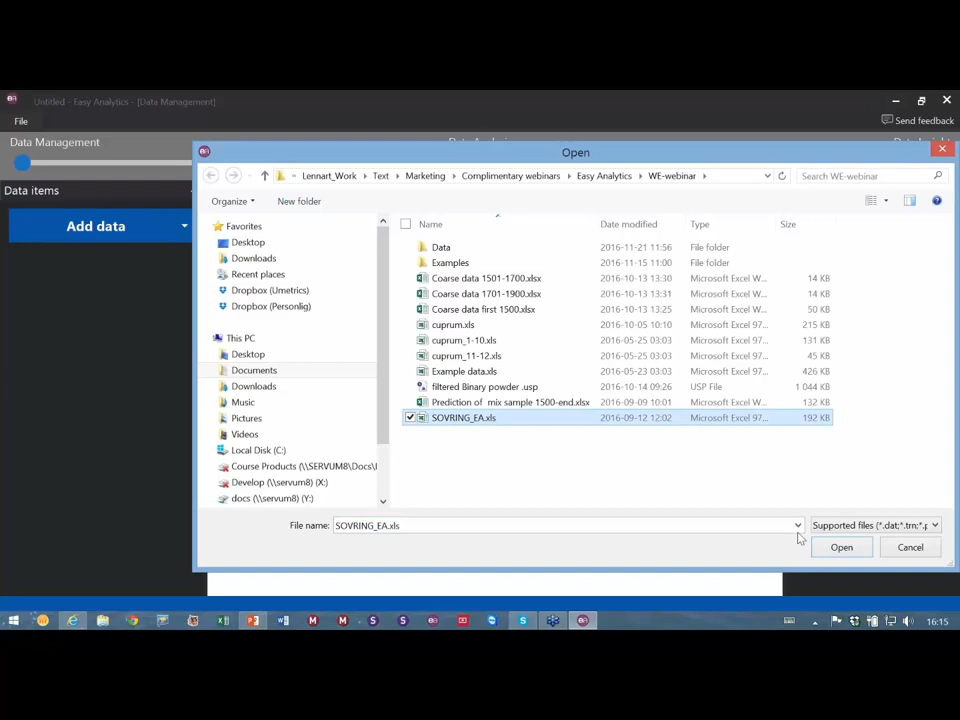 Untitled - Easy Analytics - [Data Management]
File
Send feedback
Data Management
Data items
Add data
Open
« Lennart_Work ▸ Text ▸ Marketing ▸ Complimentary webinars ▸ Easy Analytics ▸ WE-webinar ▸
Search WE-webinar
Organize
New folder
Favorites
Desktop
Downloads
Recent places
Dropbox (Umetrics)
Dropbox (Personlig)
This PC
Desktop
Documents
Downloads
Music
Pictures
Videos
Local Disk (C:)
Course Products (\\SERVUM8\Docs\
Develop (\\servum8) (X:)
docs (\\servum8) (Y:)
Name Date modified Type Size
Data 2016-11-21 11:56 File folder
Examples 2016-11-15 11:00 File folder
Coarse data 1501-1700.xlsx 2016-10-13 13:30 Microsoft Excel W... 14 KB
Coarse data 1701-1900.xlsx 2016-10-13 13:31 Microsoft Excel W... 14 KB
Coarse data first 1500.xlsx 2016-10-13 13:25 Microsoft Excel W... 50 KB
cuprum.xls 2016-10-05 10:10 Microsoft Excel 97... 215 KB
cuprum_1-10.xls 2016-05-25 03:03 Microsoft Excel 97... 131 KB
cuprum_11-12.xls 2016-05-25 03:03 Microsoft Excel 97... 45 KB
Example data.xls 2016-05-23 03:03 Microsoft Excel 97... 426 KB
filtered Binary powder .usp 2016-10-14 09:26 USP File 1 044 KB
Prediction of mix sample 1500-end.xlsx 2016-09-09 10:01 Microsoft Excel W... 132 KB
SOVRING_EA.xls 2016-09-12 12:02 Microsoft Excel 97... 192 KB
File name: SOVRING_EA.xls
Supported files (*.dat;*.trn;*.p
Open
Cancel
16:15